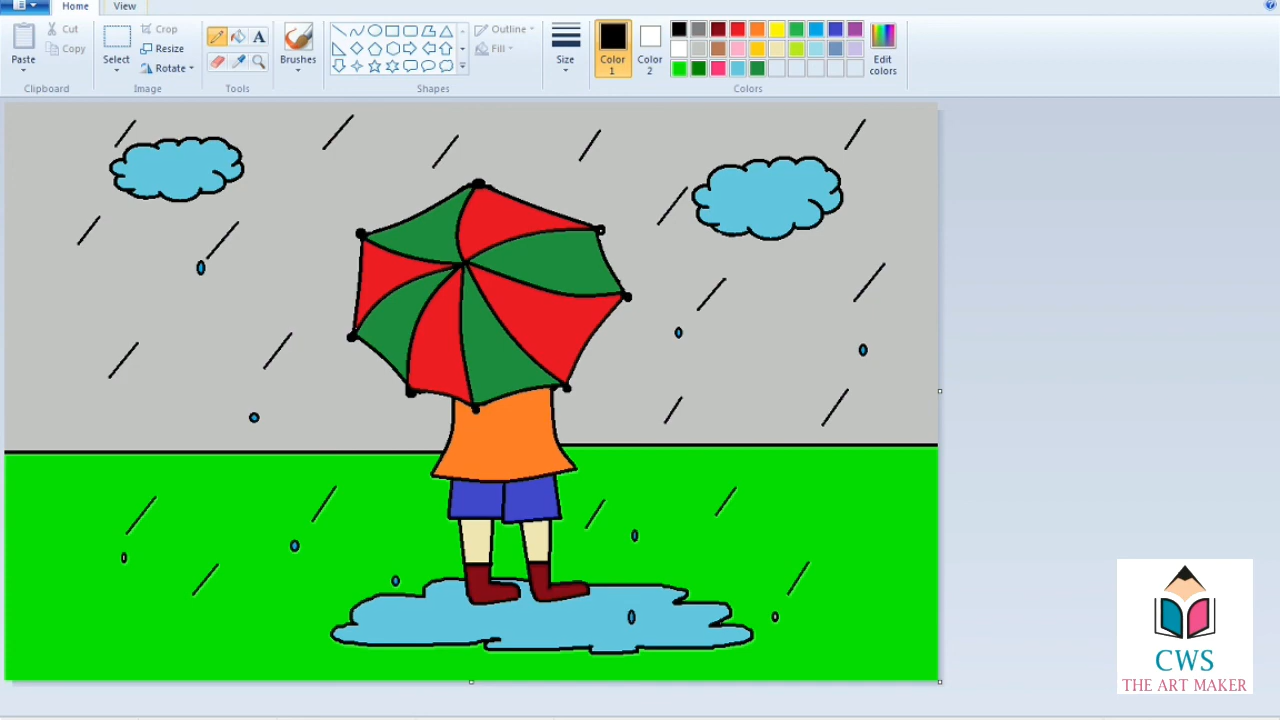 Home View
Paste
Cut
Copy
Clipboard
Select
Crop
Resize
Rotate
Image
A
Tools
Brushes
Outline
Fill
Shapes
Size
Color
1
Color
2
Edit
colors
Colors
CWS
THE ART MAKER